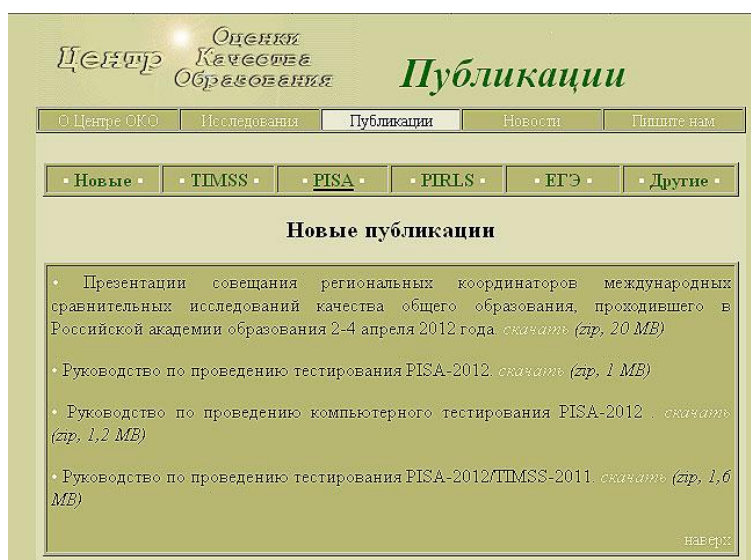 Центр Оценки
Качества
Образования
Публикации
О Центре ОКО Исследования Публикации Новости Пишите нам
• Новые • • TIMSS • • PISA • • PIRLS • • ЕГЭ • • Другие •
Новые публикации
• Презентации совещания региональных координаторов международных
сравнительных исследований качества общего образования, проходившего в
Российской академии образования 2-4 апреля 2012 года. скачать (zip, 20 MB)
• Руководство по проведению тестирования PISA-2012. скачать (zip, 1 MB)
• Руководство по проведению компьютерного тестирования PISA-2012 . скачать
(zip, 1,2 MB)
• Руководство по проведению тестирования PISA-2012/TIMSS-2011. скачать (zip, 1,6
MB)
наверх